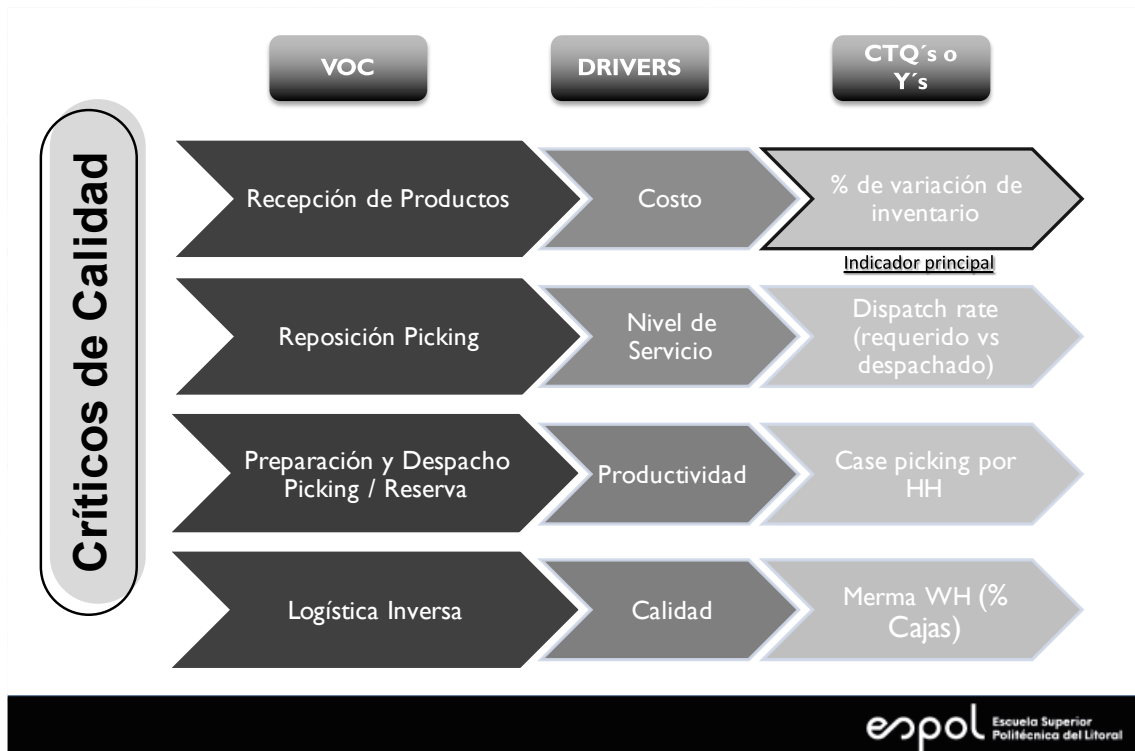 VOC
DRIVERS
CTQ´s o
Y´s
Críticos de Calidad
Recepción de Productos
Costo
% de variación de
inventario
Indicador principal
Reposición Picking
Nivel de
Servicio
Dispatch rate
(requerido vs
despachado)
Preparación y Despacho
Picking / Reserva
Productividad
Case picking por
HH
Logística Inversa
Calidad
Merma WH (%
Cajas)
espol
Escuela Superior
Politécnica del Litoral